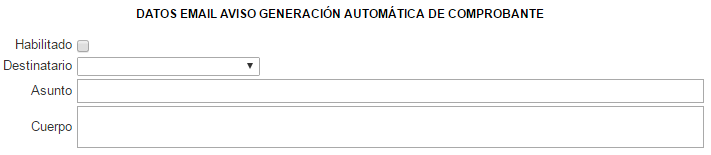 DATOS EMAIL AVISO GENERACIÓN AUTOMÁTICA DE COMPROBANTE
Habilitado
Destinatario
Asunto
Cuerpo